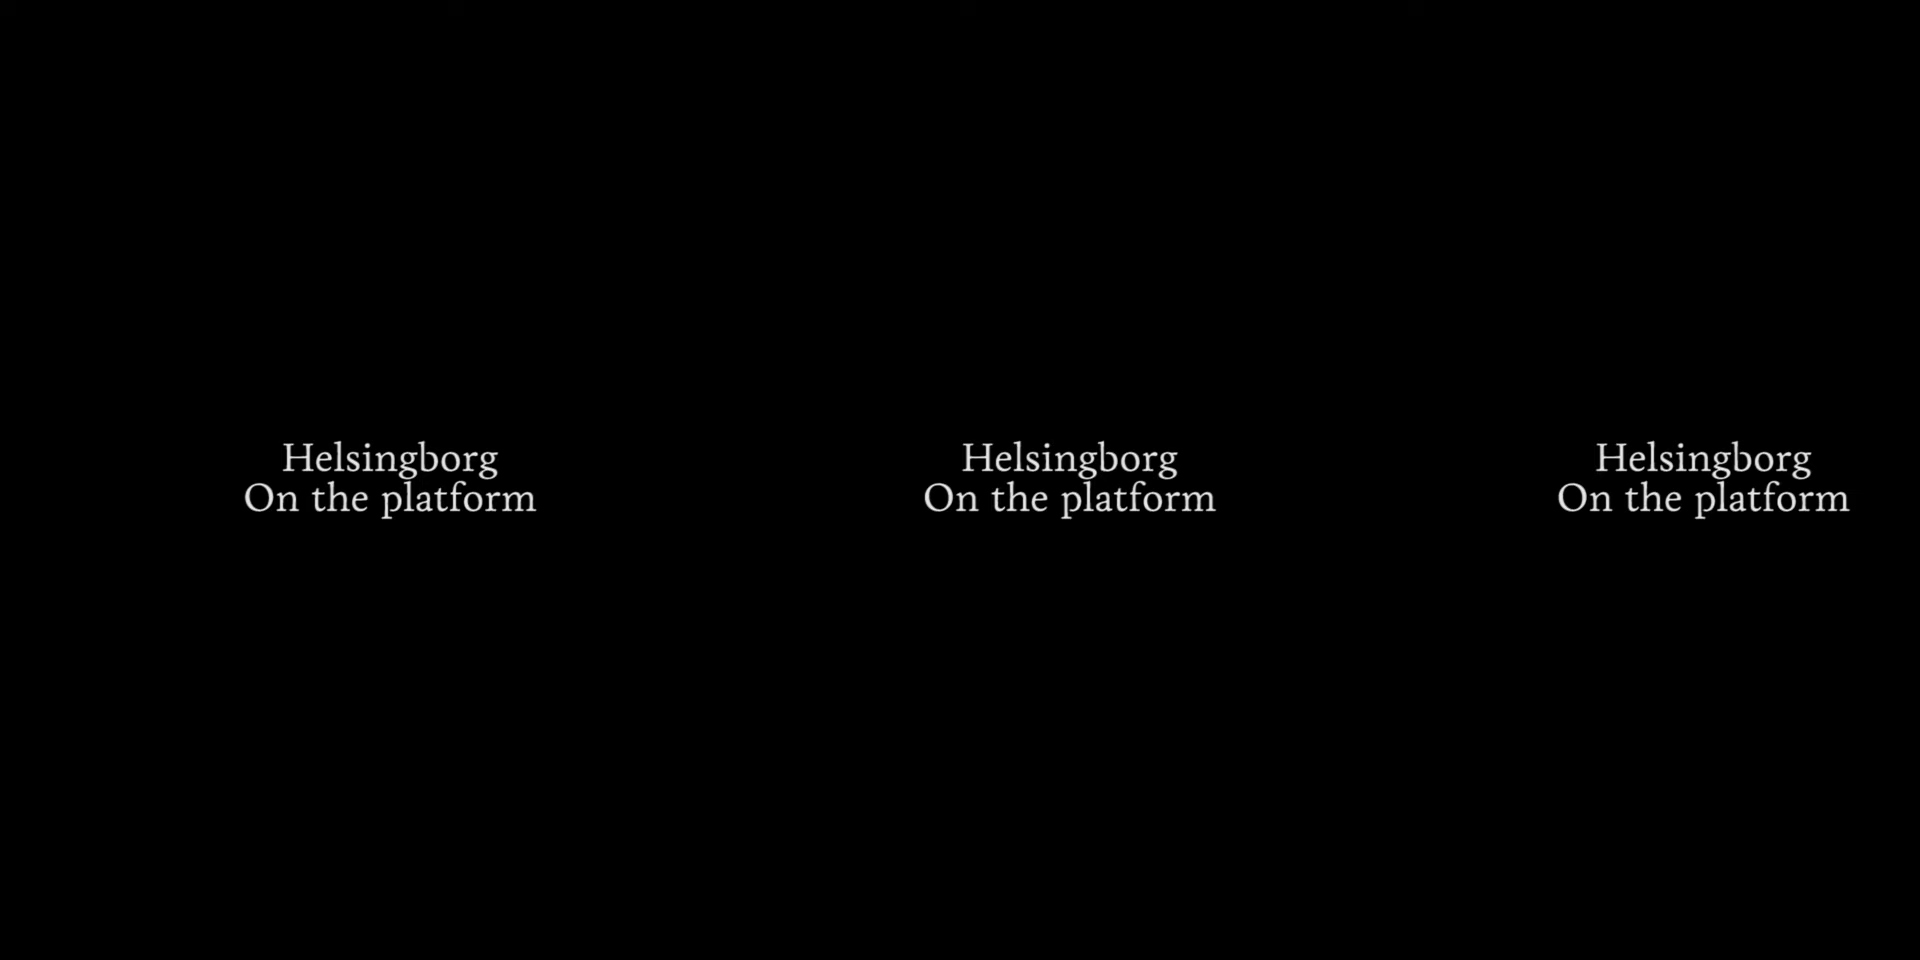 Helsingborg
On the platform
Helsingborg
On the platform
Helsingborg
On the platform